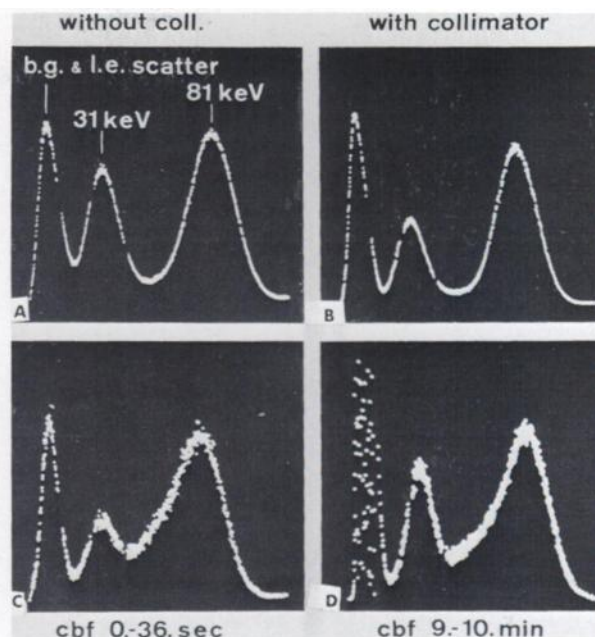 without coll.
with collimator
b.g. & l.e. scatter
81 keV
31 keV
A
B
C
D
cbf 0.-36. sec
cbf 9.-10. min